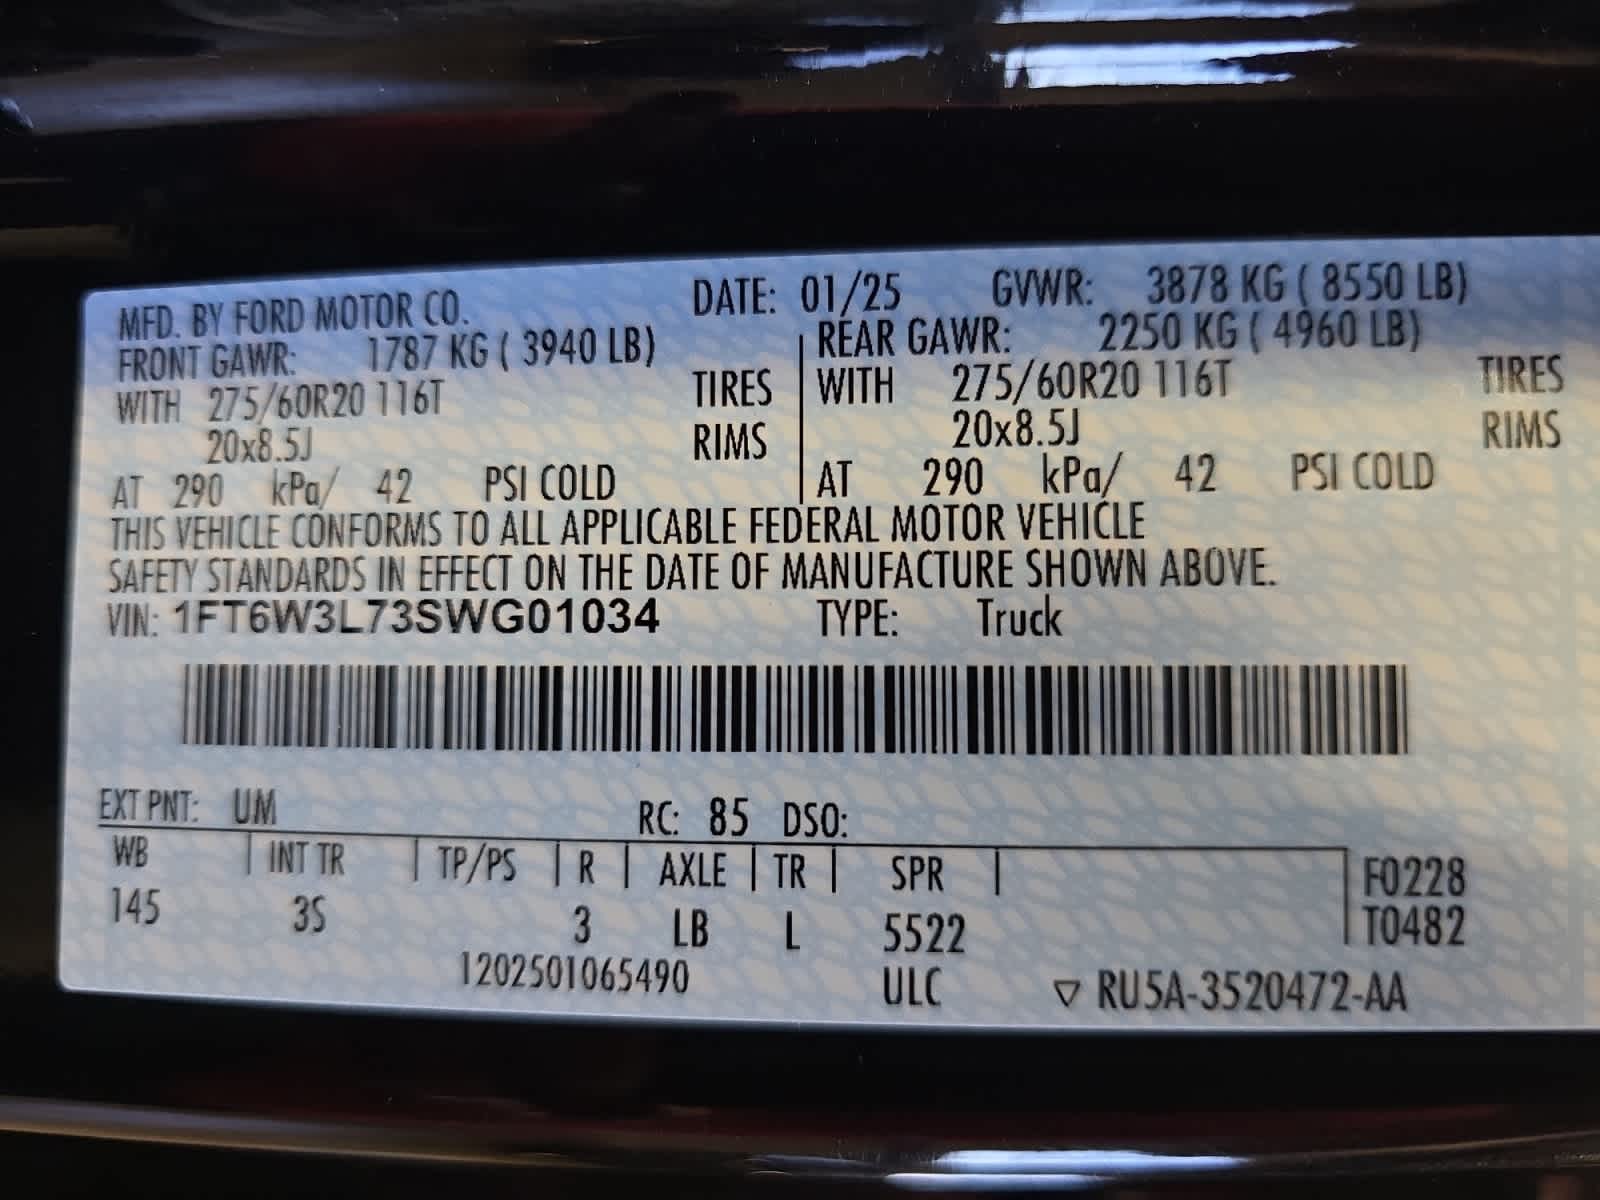 MFD. BY FORD MOTOR CO. DATE: 01/25 GVWR: 3878 KG ( 8550 LB)
FRONT GAWR: 1787 KG ( 3940 LB) REAR GAWR: 2250 KG ( 4960 LB)
WITH 275/60R20 116T TIRES WITH 275/60R20 116T TIRES
20x8.5J RIMS 20x8.5J RIMS
AT 290 kPa/ 42 PSI COLD AT 290 kPa/ 42 PSI COLD
THIS VEHICLE CONFORMS TO ALL APPLICABLE FEDERAL MOTOR VEHICLE
SAFETY STANDARDS IN EFFECT ON THE DATE OF MANUFACTURE SHOWN ABOVE.
VIN: 1FT6W3L73SWG01034 TYPE: Truck
EXT PNT: UM RC: 85 DSO:
WB INT TR TP/PS R AXLE TR SPR F0228
145 3S 3 LB L 5522 T0482
1202501065490 ULC ▽ RU5A-3520472-AA